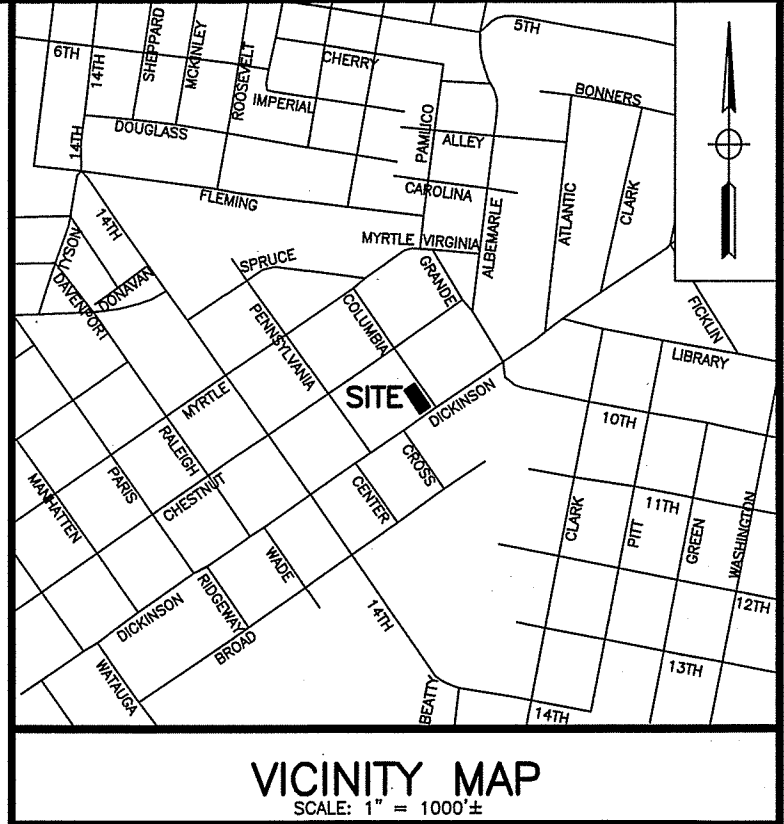 5TH
6TH
14TH
SHEPPARD
MCKINLEY
ROOSEVELT
CHERRY
IMPERIAL
BONNERS
DOUGLASS
14TH
PAMILICO
ALLEY
CAROLINA
FLEMING
ALBEMARLE
ATLANTIC
CLARK
14TH
TYSON
MYRTLE
VIRGINIA
DONAVAN
DAVENPORT
SPRUCE
GRANDE
PENNSYLVANIA
COLUMBIA
FICKLIN
LIBRARY
SITE
DICKINSON
MYRTLE
10TH
RALEIGH
CROSS
PARIS
CHESTNUT
CENTER
MANHATTEN
11TH
CLARK
PITT
GREEN
WASHINGTON
WADE
RIDGEWAY
DICKINSON
BROAD
14TH
12TH
13TH
WATAUGA
BEATTY
14TH
VICINITY MAP
SCALE: 1" = 1000'±